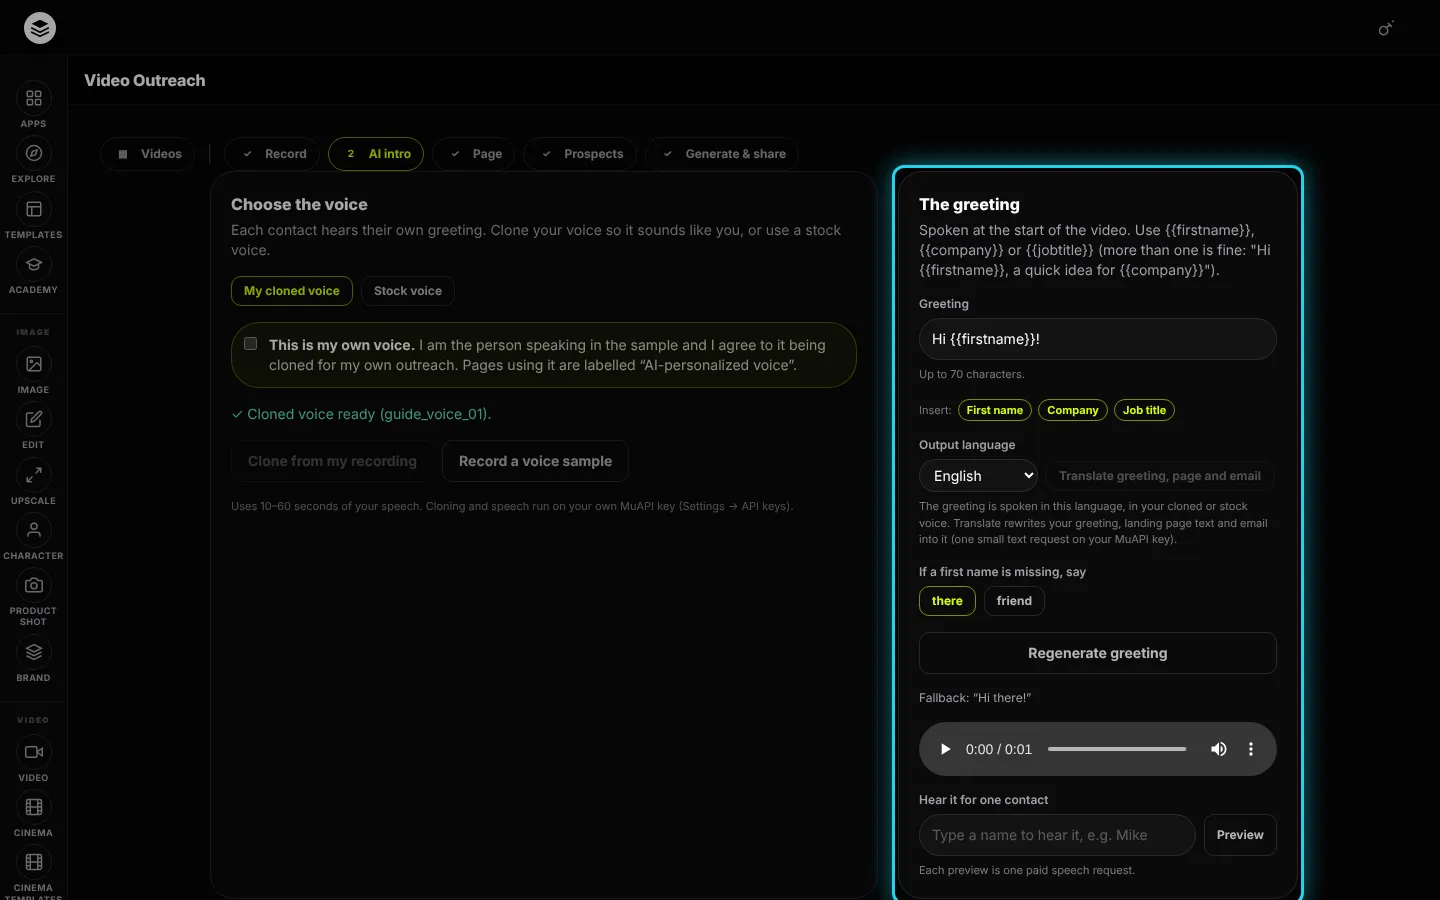 Video Outreach
APPS
EXPLORE
TEMPLATES
ACADEMY
IMAGE
IMAGE
EDIT
UPSCALE
CHARACTER
PRODUCT
SHOT
BRAND
VIDEO
VIDEO
CINEMA
CINEMA
TEMPLATES
Videos
Record
2 AI intro
Page
Prospects
Generate & share
Choose the voice
Each contact hears their own greeting. Clone your voice so it sounds like you, or use a stock
voice.
My cloned voice
Stock voice
This is my own voice. I am the person speaking in the sample and I agree to it being
cloned for my own outreach. Pages using it are labelled “AI-personalized voice”.
✓ Cloned voice ready (guide_voice_01).
Clone from my recording
Record a voice sample
Uses 10–60 seconds of your speech. Cloning and speech run on your own MuAPI key (Settings → API keys).
The greeting
Spoken at the start of the video. Use {{firstname}},
{{company}} or {{jobtitle}} (more than one is fine: "Hi
{{firstname}}, a quick idea for {{company}}").
Greeting
Hi {{firstname}}!
Up to 70 characters.
Insert: First name Company Job title
Output language
English
Translate greeting, page and email
The greeting is spoken in this language, in your cloned or stock
voice. Translate rewrites your greeting, landing page text and email
into it (one small text request on your MuAPI key).
If a first name is missing, say
there
friend
Regenerate greeting
Fallback: “Hi there!”
0:00 / 0:01
Hear it for one contact
Type a name to hear it, e.g. Mike
Preview
Each preview is one paid speech request.